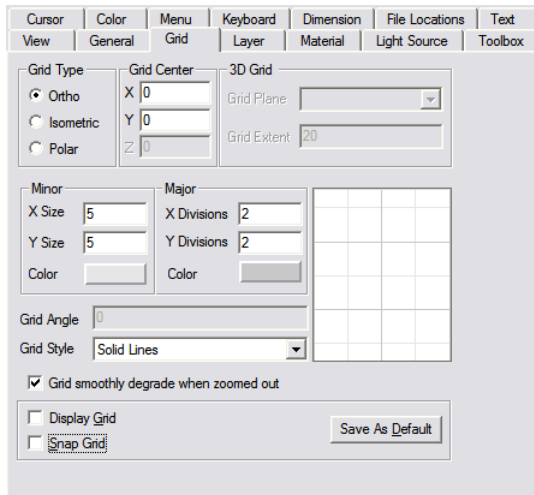 Cursor Color Menu Keyboard Dimension File Locations Text
View General Grid Layer Material Light Source Toolbox
Grid Type
Ortho
Isometric
Polar
Grid Center
X 0
Y 0
Z 0
3D Grid
Grid Plane
Grid Extent 20
Minor
X Size 5
Y Size 5
Color
Major
X Divisions 2
Y Divisions 2
Color
Grid Angle 0
Grid Style Solid Lines
Grid smoothly degrade when zoomed out
Display Grid
Snap Grid
Save As Default